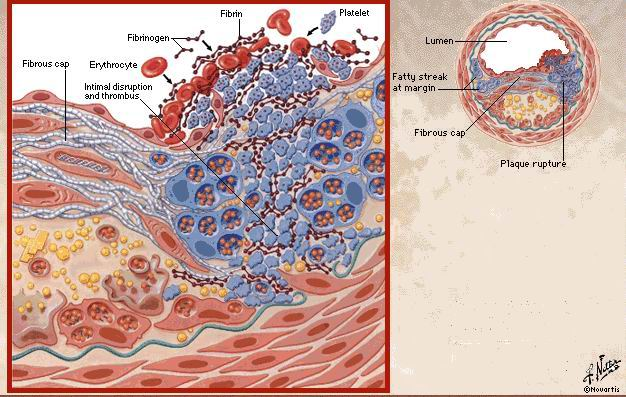 Fibrin
Platelet
Fibrinogen
Fibrous cap
Erythrocyte
Intimal disruption
and thrombus
Lumen
Fatty streak
at margin
Fibrous cap
Plaque rupture
©Novartis